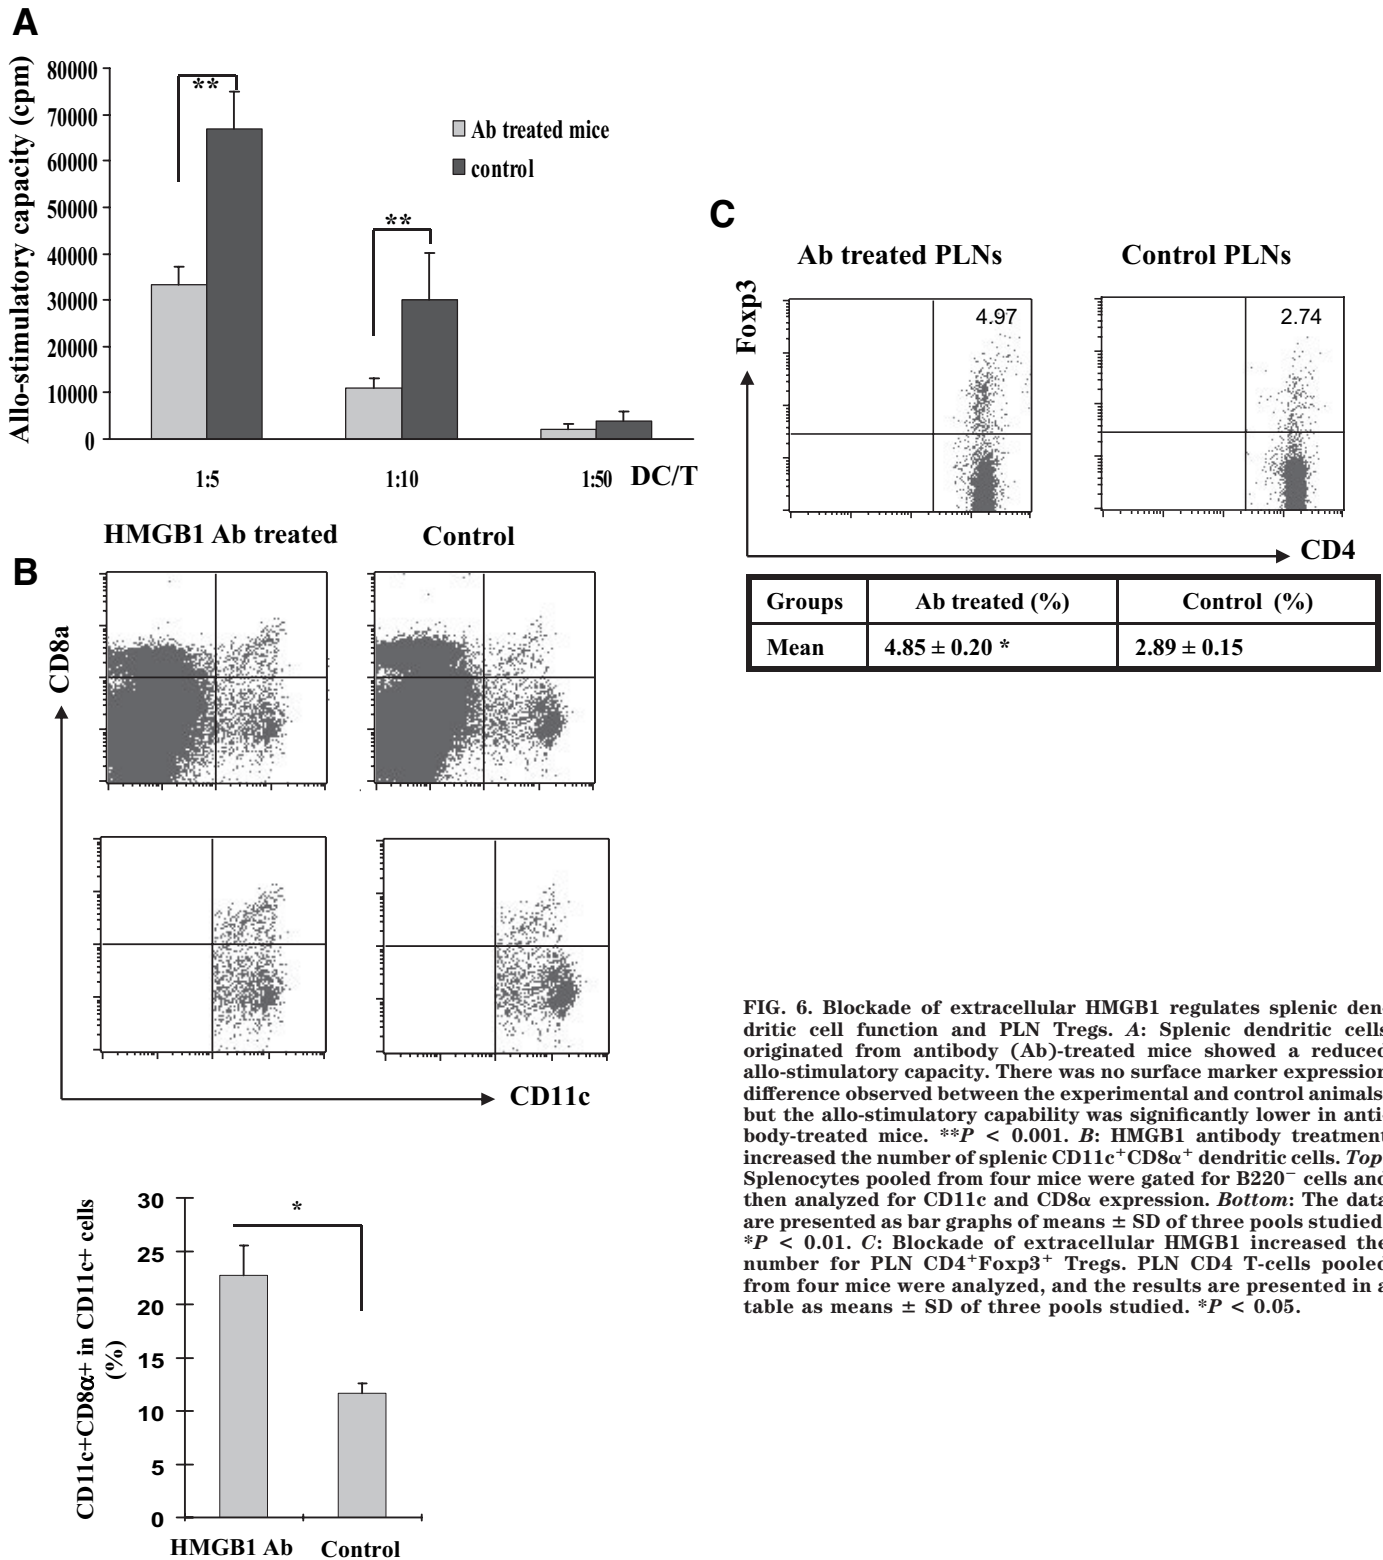 A
Allo-stimulatory capacity (cpm)
80000
70000
60000
50000
40000
30000
20000
10000
0
**
**
Ab treated mice
control
1:5
1:10
1:50
DC/T
B
HMGB1 Ab treated
Control
CD8a
CD11c
CD11c+CD8α+ in CD11c+ cells
(%)
30
25
20
15
10
5
0
*
HMGB1 Ab
Control
C
Ab treated PLNs
Control PLNs
Foxp3
4.97
2.74
CD4
Groups Ab treated (%) Control (%)
Mean 4.85 ± 0.20 * 2.89 ± 0.15
FIG. 6. Blockade of extracellular HMGB1 regulates splenic den
dritic cell function and PLN Tregs. A: Splenic dendritic cells
originated from antibody (Ab)-treated mice showed a reduced
allo-stimulatory capacity. There was no surface marker expression
difference observed between the experimental and control animals
but the allo-stimulatory capability was significantly lower in anti
body-treated mice. **P < 0.001. B: HMGB1 antibody treatment
increased the number of splenic CD11c+CD8α+ dendritic cells. Top
Splenocytes pooled from four mice were gated for B220− cells and
then analyzed for CD11c and CD8α expression. Bottom: The data
are presented as bar graphs of means ± SD of three pools studied
*P < 0.01. C: Blockade of extracellular HMGB1 increased the
number for PLN CD4+Foxp3+ Tregs. PLN CD4 T-cells pooled
from four mice were analyzed, and the results are presented in a
table as means ± SD of three pools studied. *P < 0.05.